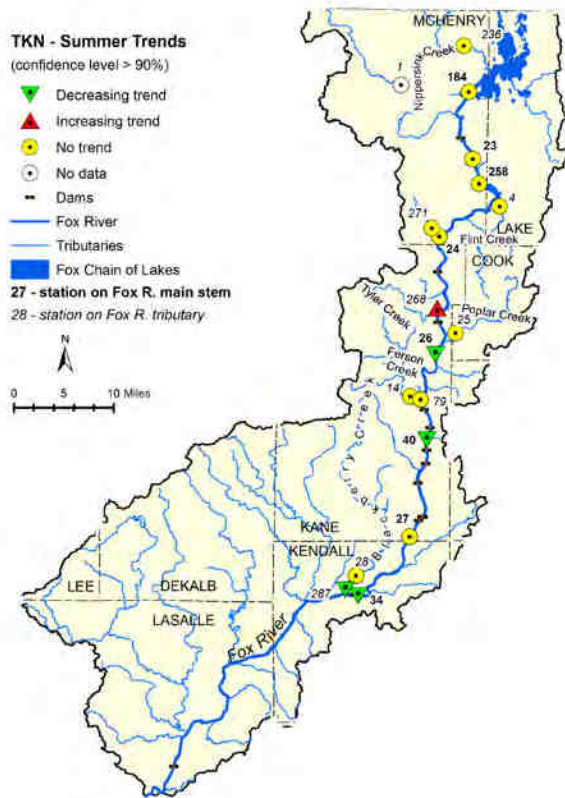 TKN - Summer Trends
(confidence level > 90%)
Decreasing trend
Increasing trend
No trend
No data
Dams
Fox River
Tributaries
Fox Chain of Lakes
27 - station on Fox R. main stem
28 - station on Fox R. tributary
N
0 5 10 Miles
MCHENRY
236
Nippersink Creek
1
184
23
258
4
271
LAKE
24
Flint Creek
COOK
Tyler Creek
268
Poplar Creek
25
26
Ferson
Creek
14
79
Blackberry Creek
40
27
KANE
KENDALL
28
LEE
DEKALB
287
34
LASALLE
Fox River